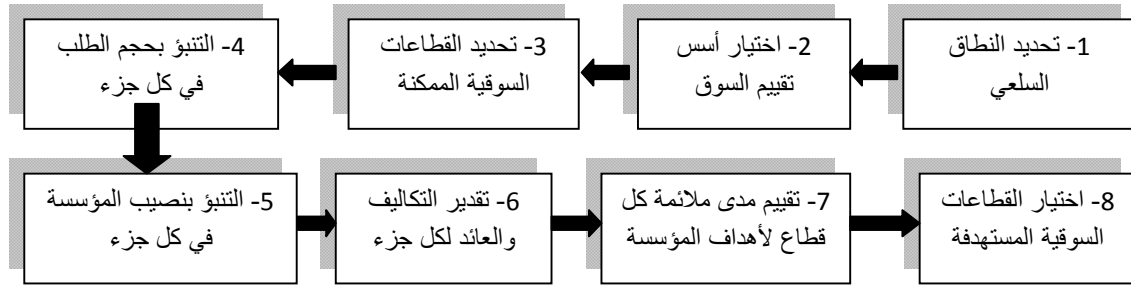 1- تحديد النطاق
السلعي
2- اختيار أسس
تقييم السوق
3- تحديد القطاعات
السوقية الممكنة
4- التنبؤ بحجم الطلب
في كل جزء
5- التنبؤ بنصيب المؤسسة
في كل جزء
6- تقدير التكاليف
والعائد لكل جزء
7- تقييم مدى ملائمة كل
قطاع لأهداف المؤسسة
8- اختيار القطاعات
السوقية المستهدفة